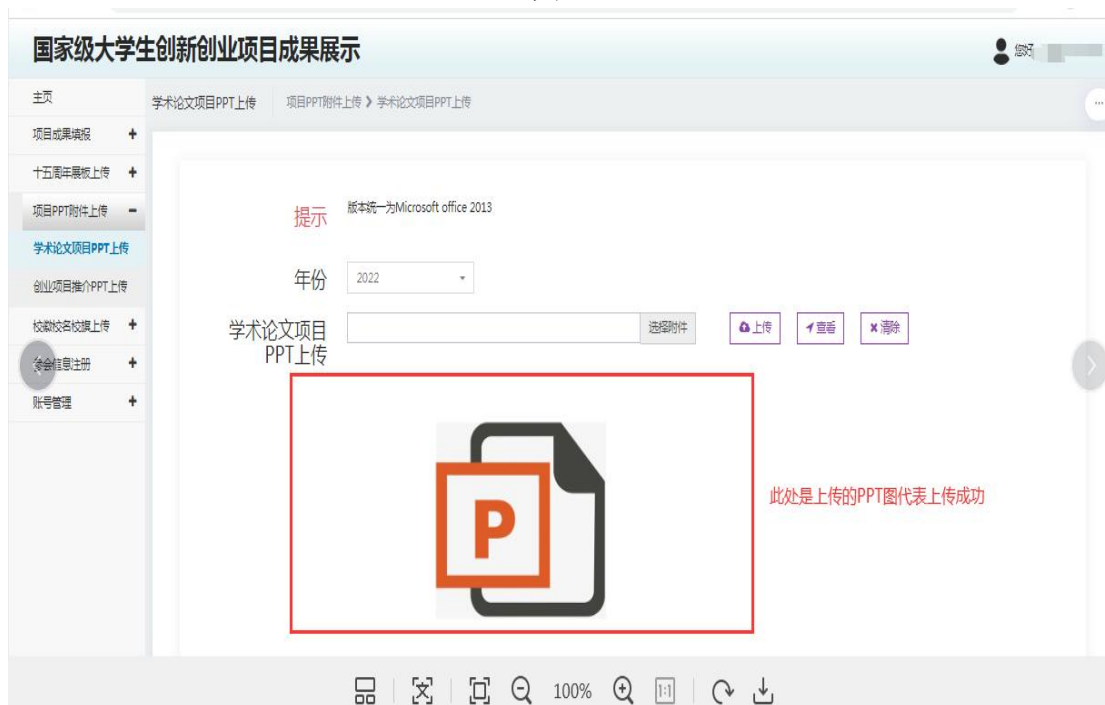 国家级大学生创新创业项目成果展示
您好
主页
项目成果填报 +
十五周年展板上传 +
项目PPT附件上传 -
学术论文项目PPT上传
创业项目推介PPT上传
校徽校名校旗上传 +
参会信息注册 +
账号管理 +
学术论文项目PPT上传 项目PPT附件上传 》 学术论文项目PPT上传
...
提示 版本统一为Microsoft office 2013
年份 2022
学术论文项目
PPT上传
选择附件 上传 查看 清除
P
此处是上传的PPT图代表上传成功
文 100% 1:1